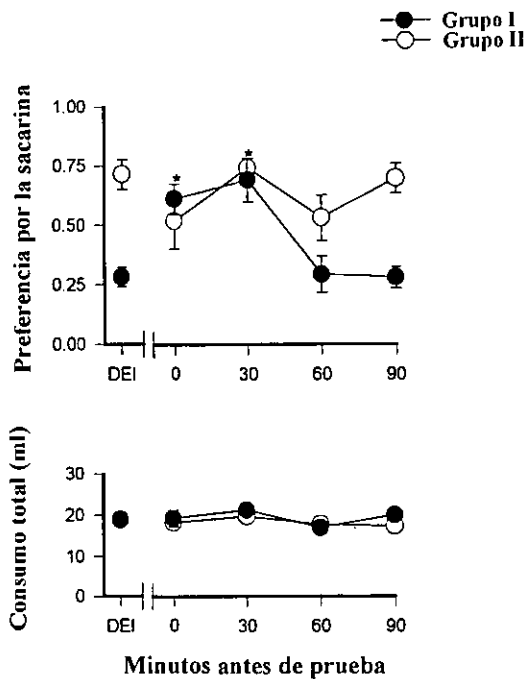 Grupo I
Grupo II
Preferencia por la sacarina
1.00
0.75
0.50
0.25
0.00
* *
DEI 0 30 60 90
Consumo total (ml)
30
20
10
0
DEI 0 30 60 90
Minutos antes de prueba